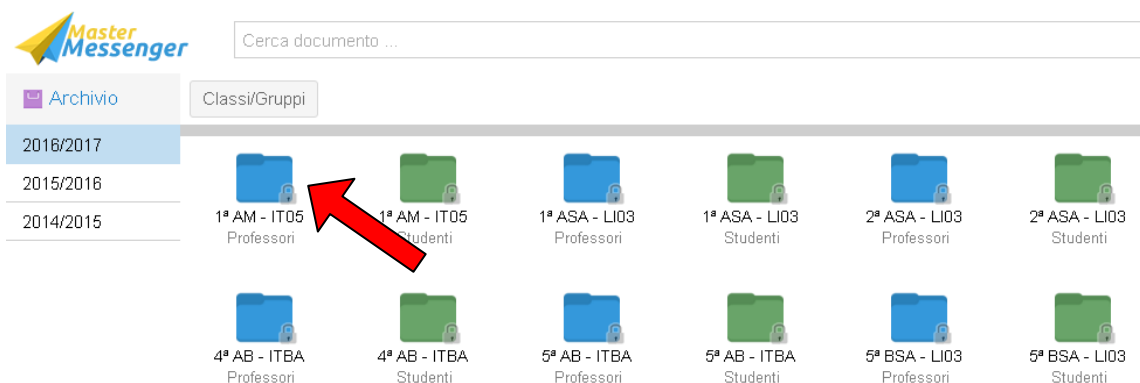 Master
Messenger
Cerca documento ...
Archivio
Classi/Gruppi
2016/2017
2015/2016
2014/2015
1ª AM - IT05
Professori
1ª AM - IT05
Studenti
1ª ASA - LI03
Professori
1ª ASA - LI03
Studenti
2ª ASA - LI03
Professori
2ª ASA - LI03
Studenti
4ª AB - ITBA
Professori
4ª AB - ITBA
Studenti
5ª AB - ITBA
Professori
5ª AB - ITBA
Studenti
5ª BSA - LI03
Professori
5ª BSA - LI03
Studenti